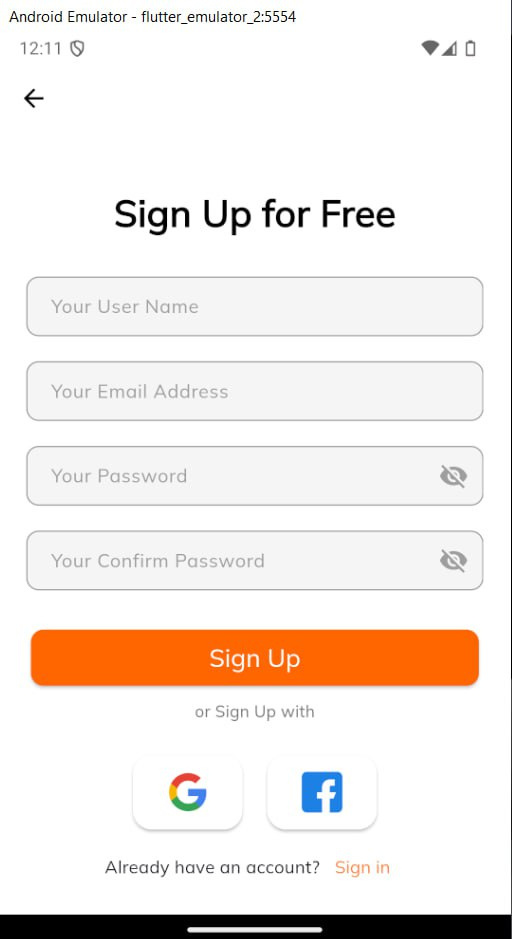 Android Emulator - flutter_emulator_2:5554
12:11
Sign Up for Free
Your User Name
Your Email Address
Your Password
Your Confirm Password
Sign Up
or Sign Up with
Already have an account? Sign in